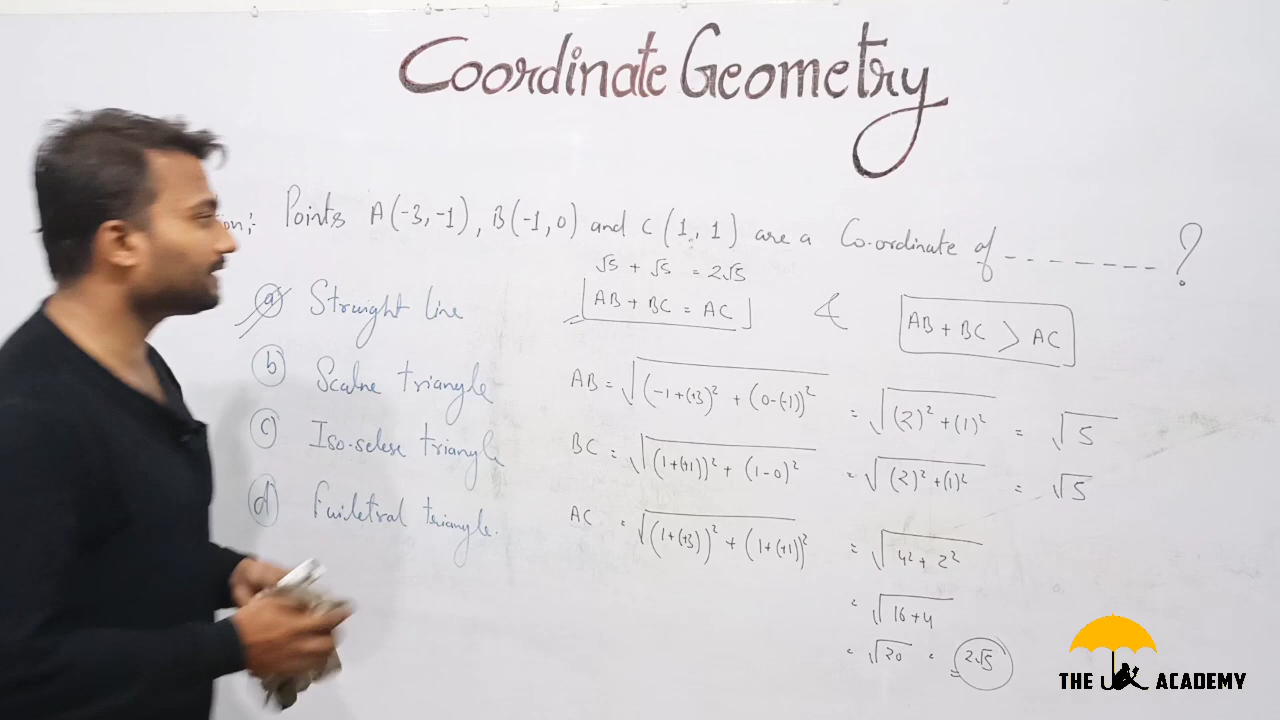 Coordinate Geometry
on:- Points A(-3,-1), B(-1,0) and C(1,1) are a Co-ordinate of - - - - - - - ?
√5 + √5 = 2√5
AB + BC = AC & AB + BC > AC
(a) Straight line
(b) Scalne triangle
(c) Iso-selese triangle
(d)
triangle.
AB = √(-1+(+3)² + (0-(-1))² = √(2)²+(1)² = √5
BC = √(1+(+1))² + (1-0)² = √(2)²+(1)² = √5
AC = √(1+(+3))² + (1+(+1))² = √4²+2²
= √16+4
= √20 = 2√5
THE ACADEMY